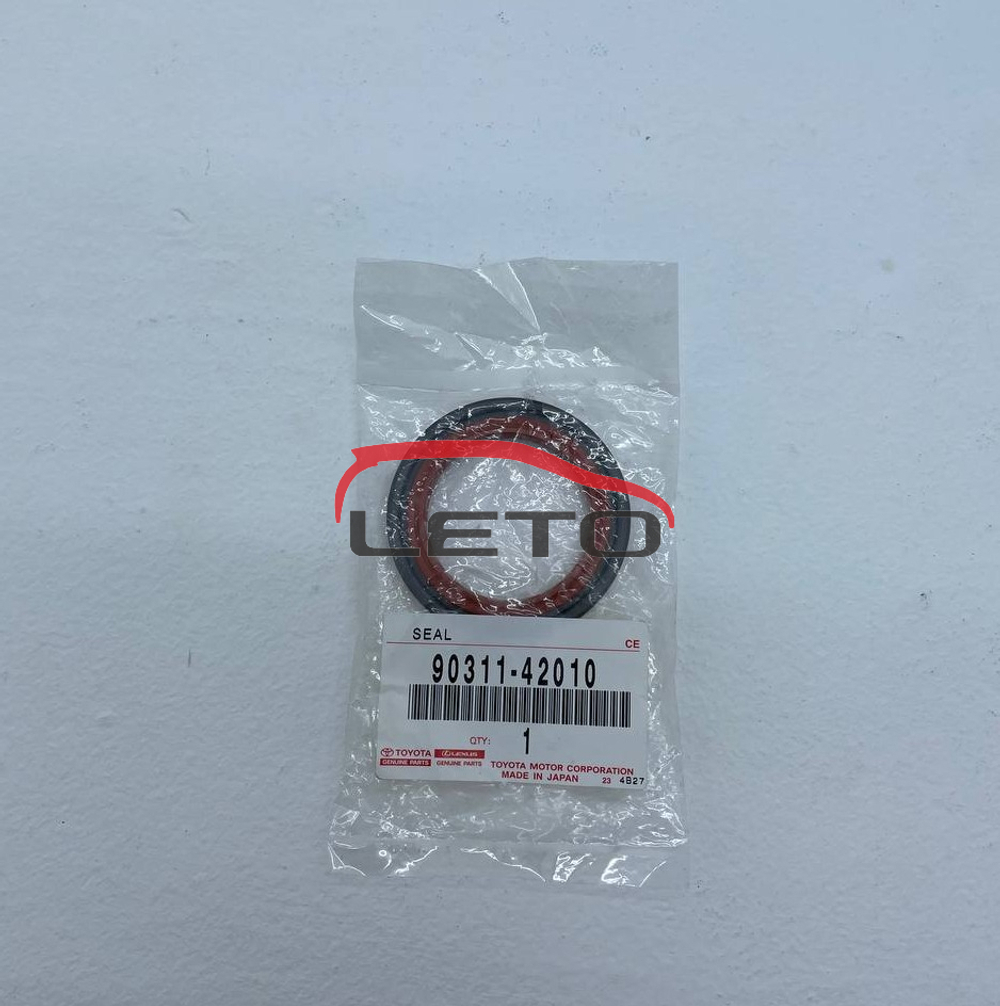 LETO
SEAL
CE
90311-42010
QTY: 1
TOYOTA LEXUS
GENUINE PARTS GENUINE PARTS
TOYOTA MOTOR CORPORATION
MADE IN JAPAN 23 4B27